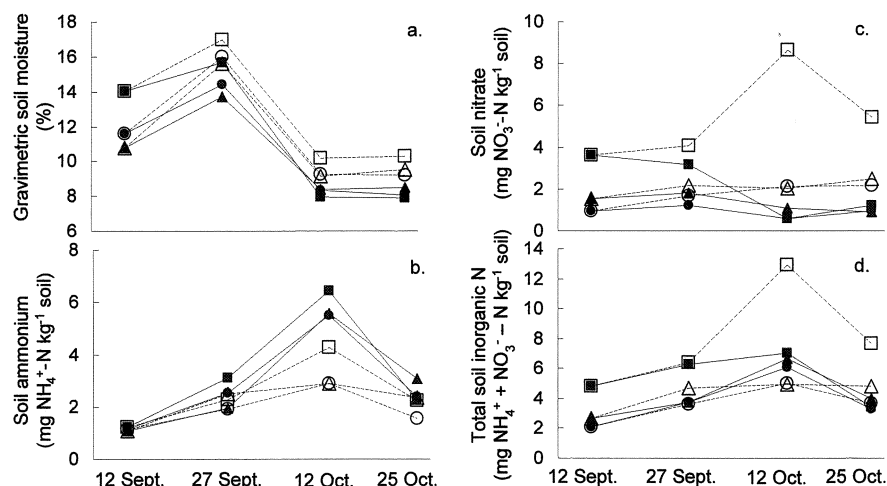 a.
18
16
14
12
10
8
6
Gravimetric soil moisture
(%)
c.
10
8
6
4
2
0
Soil nitrate
(mg NO₃⁻-N kg⁻¹ soil)
b.
8
6
4
2
0
Soil ammonium
(mg NH₄⁺-N kg⁻¹ soil)
12 Sept. 27 Sept. 12 Oct. 25 Oct.
d.
14
12
10
8
6
4
2
0
Total soil inorganic N
(mg NH₄⁺ + NO₃⁻ – N kg⁻¹ soil)
12 Sept. 27 Sept. 12 Oct. 25 Oct.